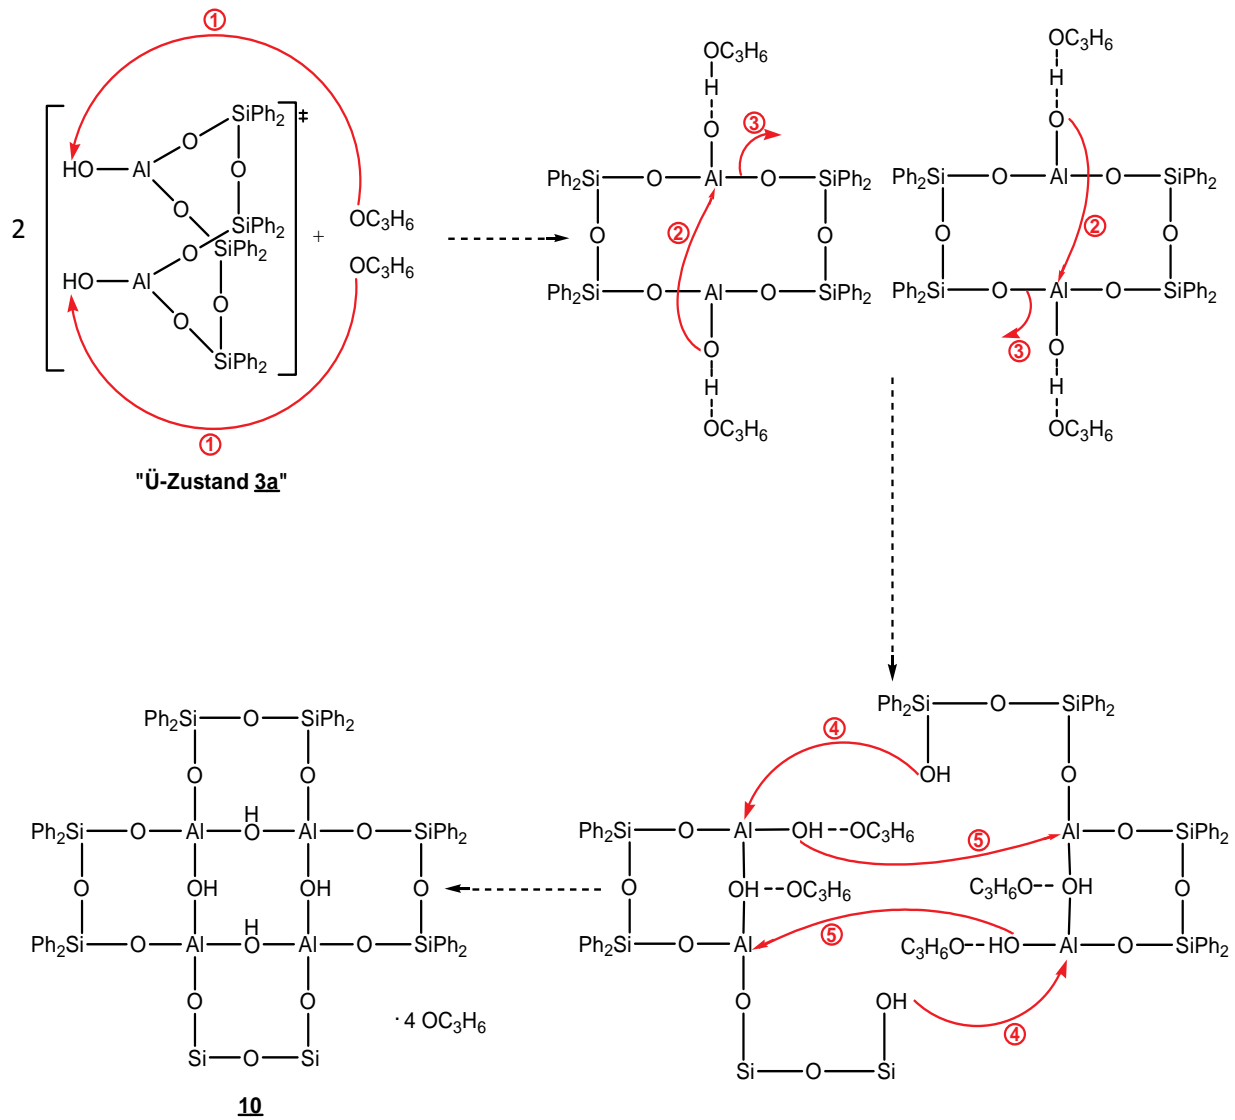 ①
OC₃H₆ OC₃H₆
H H
SiPh₂ ‡
O O ③ O
HO Al O Ph₂Si O Al O SiPh₂ Ph₂Si O Al O SiPh₂
O OC₃H₆
2 SiPh₂ + O ② O O ② O
O SiPh₂ OC₃H₆
HO Al Ph₂Si O Al O SiPh₂ Ph₂Si O Al O SiPh₂
O O
O O ③
SiPh₂ H H
① OC₃H₆ OC₃H₆
"Ü-Zustand 3a"
Ph₂Si O SiPh₂ Ph₂Si O SiPh₂
④
O O OH O
Ph₂Si O Al H O Al O SiPh₂ Ph₂Si O Al OH OC₃H₆ ⑤ Al O SiPh₂
O OH OH O O OH OC₃H₆ C₃H₆O OH O
Ph₂Si O Al H O Al O SiPh₂ Ph₂Si O Al ⑤ C₃H₆O HO Al O SiPh₂
O O O OH
· 4 OC₃H₆ ④
Si O Si Si O Si
10